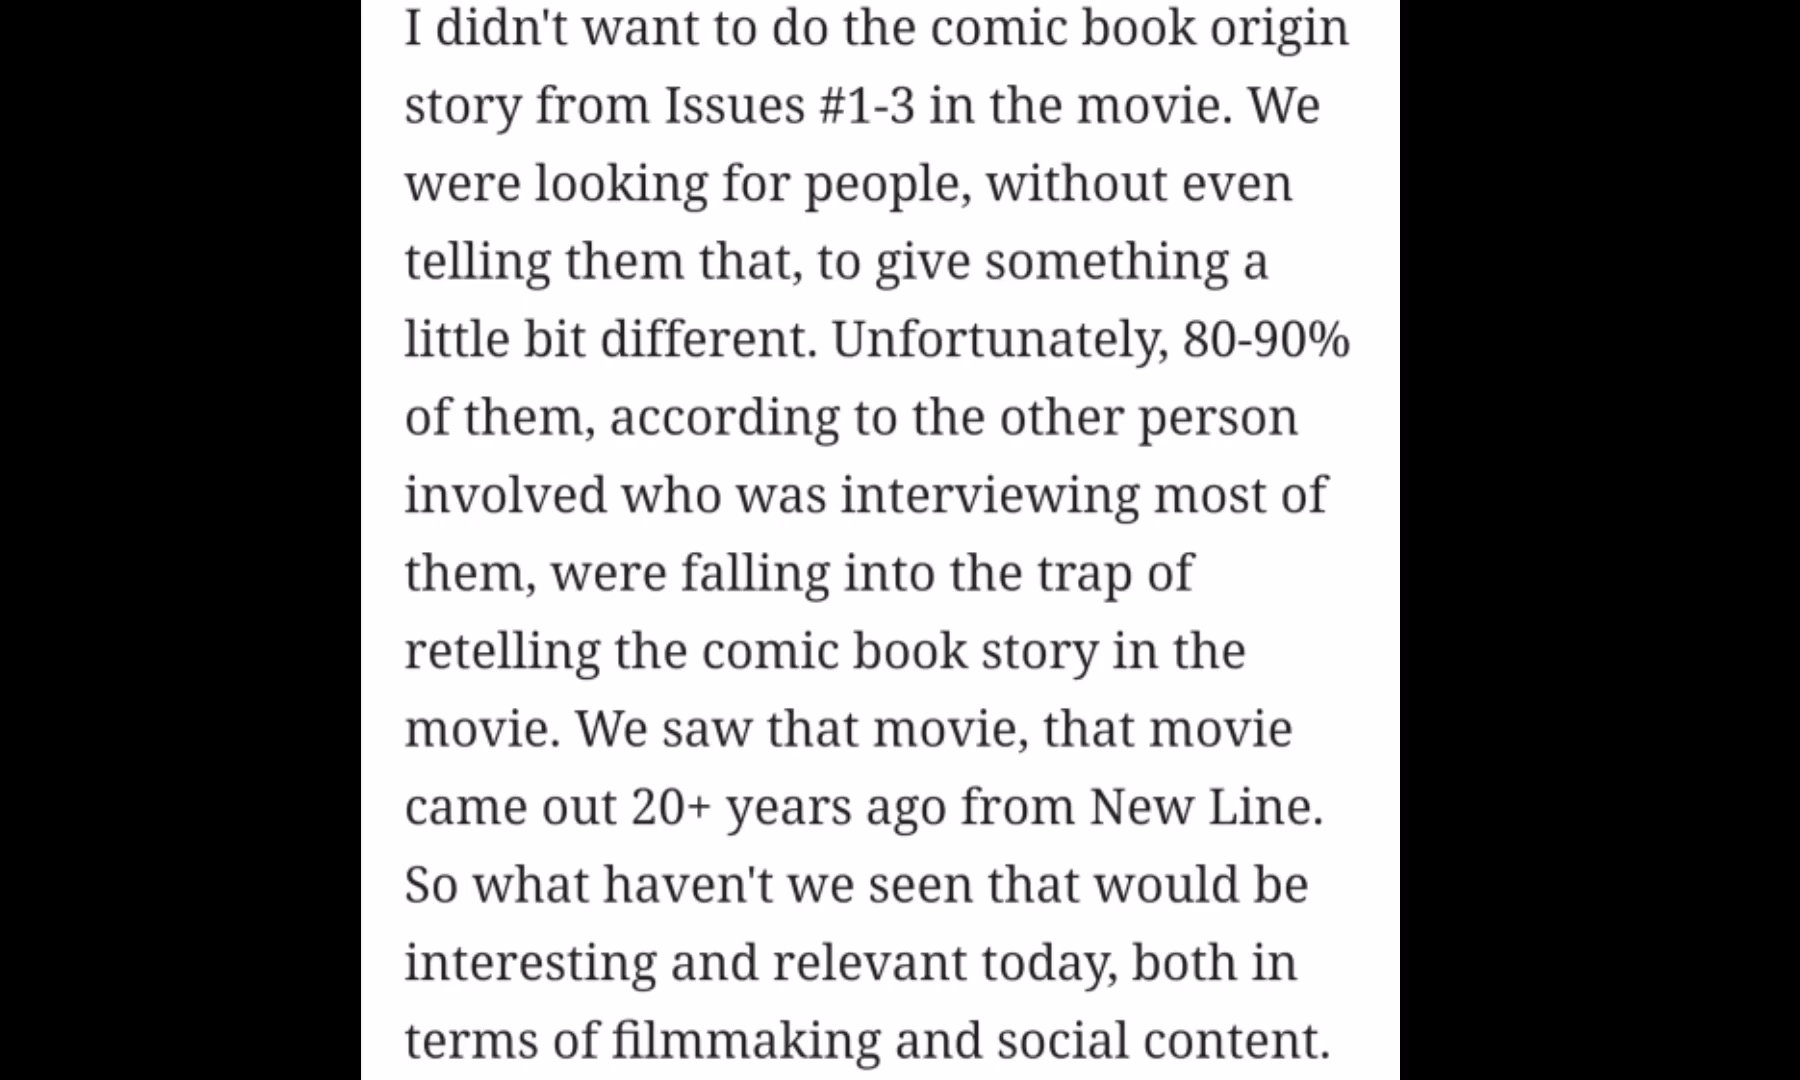 I didn't want to do the comic book origin
story from Issues #1-3 in the movie. We
were looking for people, without even
telling them that, to give something a
little bit different. Unfortunately, 80-90%
of them, according to the other person
involved who was interviewing most of
them, were falling into the trap of
retelling the comic book story in the
movie. We saw that movie, that movie
came out 20+ years ago from New Line.
So what haven't we seen that would be
interesting and relevant today, both in
terms of filmmaking and social content.